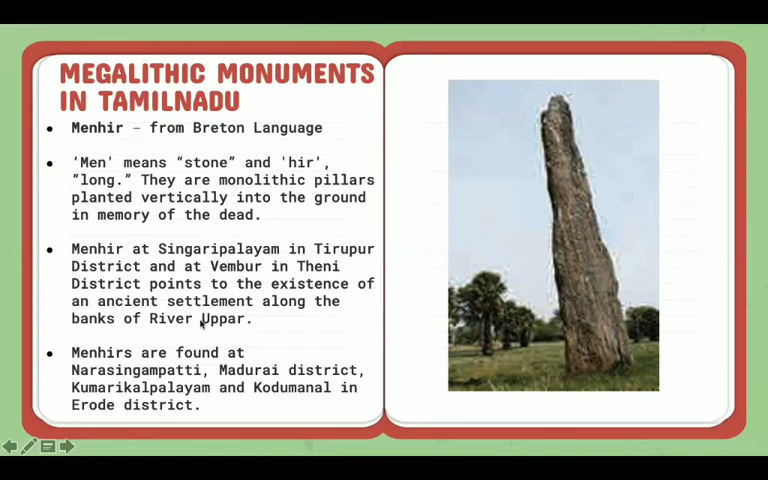 MEGALITHIC MONUMENTS
IN TAMILNADU
● Menhir – from Breton Language
● 'Men' means “stone” and 'hir',
“long.” They are monolithic pillars
planted vertically into the ground
in memory of the dead.
● Menhir at Singaripalayam in Tirupur
District and at Vembur in Theni
District points to the existence of
an ancient settlement along the
banks of River Uppar.
● Menhirs are found at
Narasingampatti, Madurai district,
Kumarikalpalayam and Kodumanal in
Erode district.